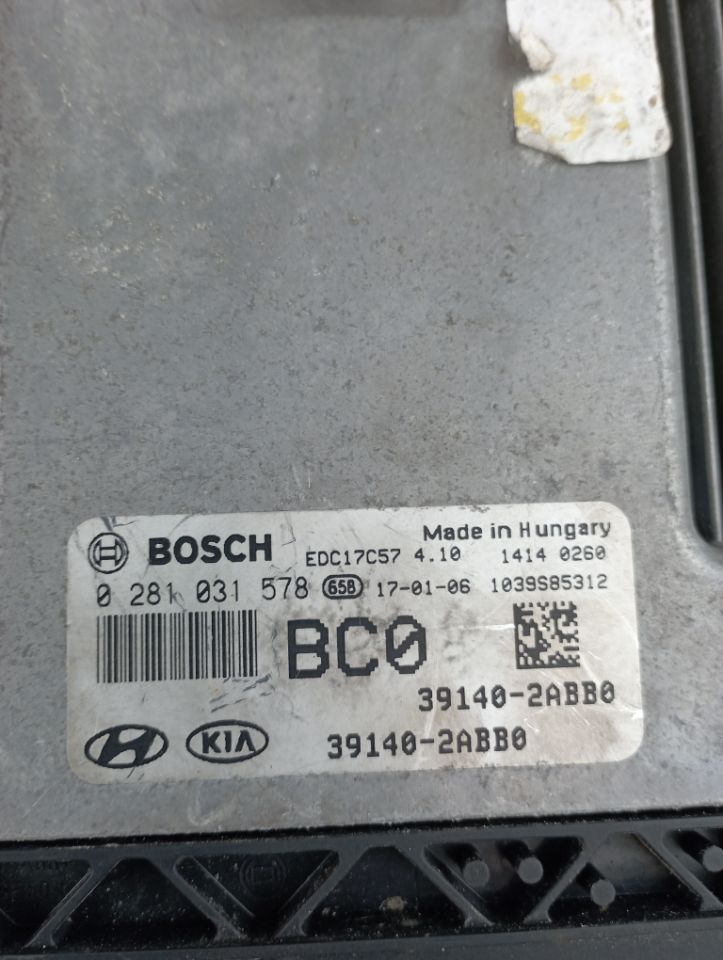 BOSCH EDC17C57 4.10 Made in Hungary 1414 0260
0 281 031 578 658 17-01-06 1039S85312
BC0
39140-2ABB0
KIA 39140-2ABB0